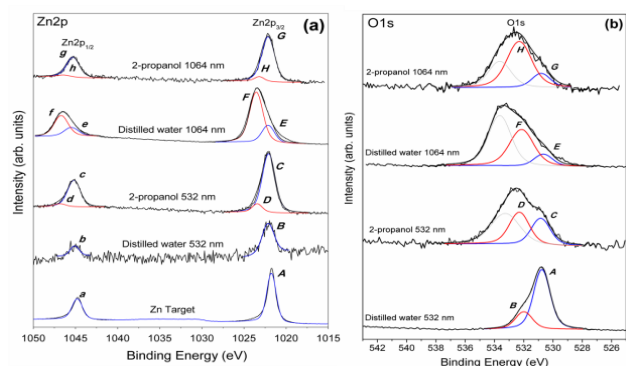 Zn2p
(a)
Zn2p3/2
Zn2p1/2
G
g
h
H
2-propanol 1064 nm
F
f
e
E
Distilled water 1064 nm
C
c
d
D
2-propanol 532 nm
B
b
Distilled water 532 nm
A
a
Zn Target
Intensity (arb. units)
1050 1045 1040 1035 1030 1025 1020 1015
Binding Energy (eV)
O1s
(b)
O1s
H
G
2-propanol 1064 nm
F
E
Distilled water 1064 nm
D
C
2-propanol 532 nm
A
B
Distilled water 532 nm
Intensity (arb. units)
542 540 538 536 534 532 530 528 526
Binding Energy (eV)